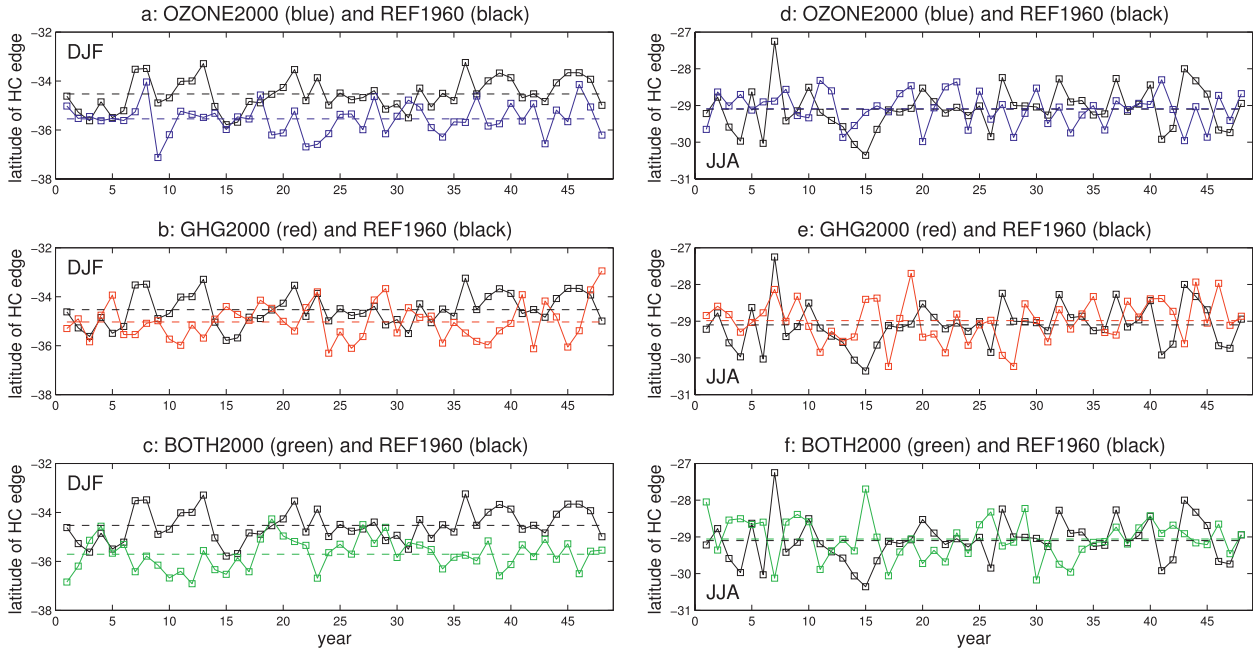 a: OZONE2000 (blue) and REF1960 (black)
latitude of HC edge
DJF
−32
−34
−36
−38
0 5 10 15 20 25 30 35 40 45
d: OZONE2000 (blue) and REF1960 (black)
latitude of HC edge
−27
−28
−29
−30
−31
JJA
0 5 10 15 20 25 30 35 40 45
b: GHG2000 (red) and REF1960 (black)
latitude of HC edge
DJF
−32
−34
−36
−38
0 5 10 15 20 25 30 35 40 45
e: GHG2000 (red) and REF1960 (black)
latitude of HC edge
−27
−28
−29
−30
−31
JJA
0 5 10 15 20 25 30 35 40 45
c: BOTH2000 (green) and REF1960 (black)
latitude of HC edge
DJF
−32
−34
−36
−38
0 5 10 15 20 25 30 35 40 45
year
f: BOTH2000 (green) and REF1960 (black)
latitude of HC edge
−27
−28
−29
−30
−31
JJA
0 5 10 15 20 25 30 35 40 45
year